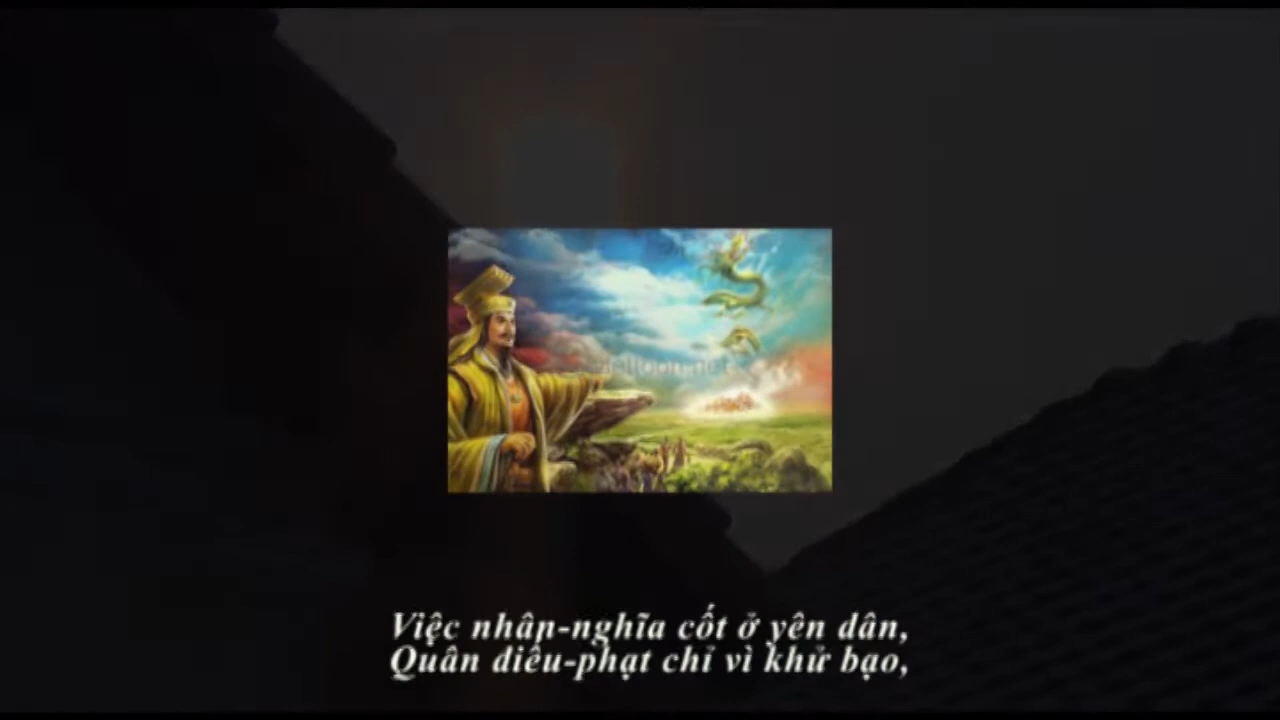 Việc nhân-nghĩa cốt ở yên dân,
Quân điếu-phạt chỉ vì khử bạo,